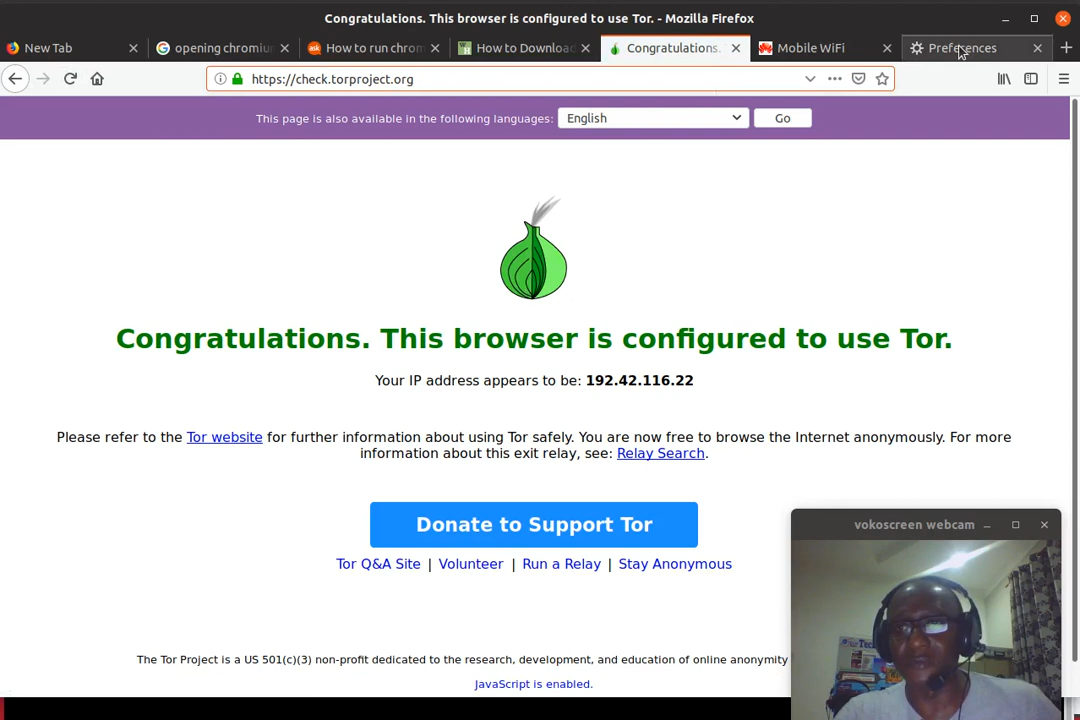 Congratulations. This browser is configured to use Tor. - Mozilla Firefox
New Tab
opening chromiu
How to run chrom
How to Download
Congratulations.
Mobile WiFi
Preferences
https://check.torproject.org
This page is also available in the following languages: English Go
Congratulations. This browser is configured to use Tor.
Your IP address appears to be: 192.42.116.22
Please refer to the Tor website for further information about using Tor safely. You are now free to browse the Internet anonymously. For more
information about this exit relay, see: Relay Search.
Donate to Support Tor
Tor Q&A Site | Volunteer | Run a Relay | Stay Anonymous
vokoscreen webcam
The Tor Project is a US 501(c)(3) non-profit dedicated to the research, development, and education of online anonymity
JavaScript is enabled.